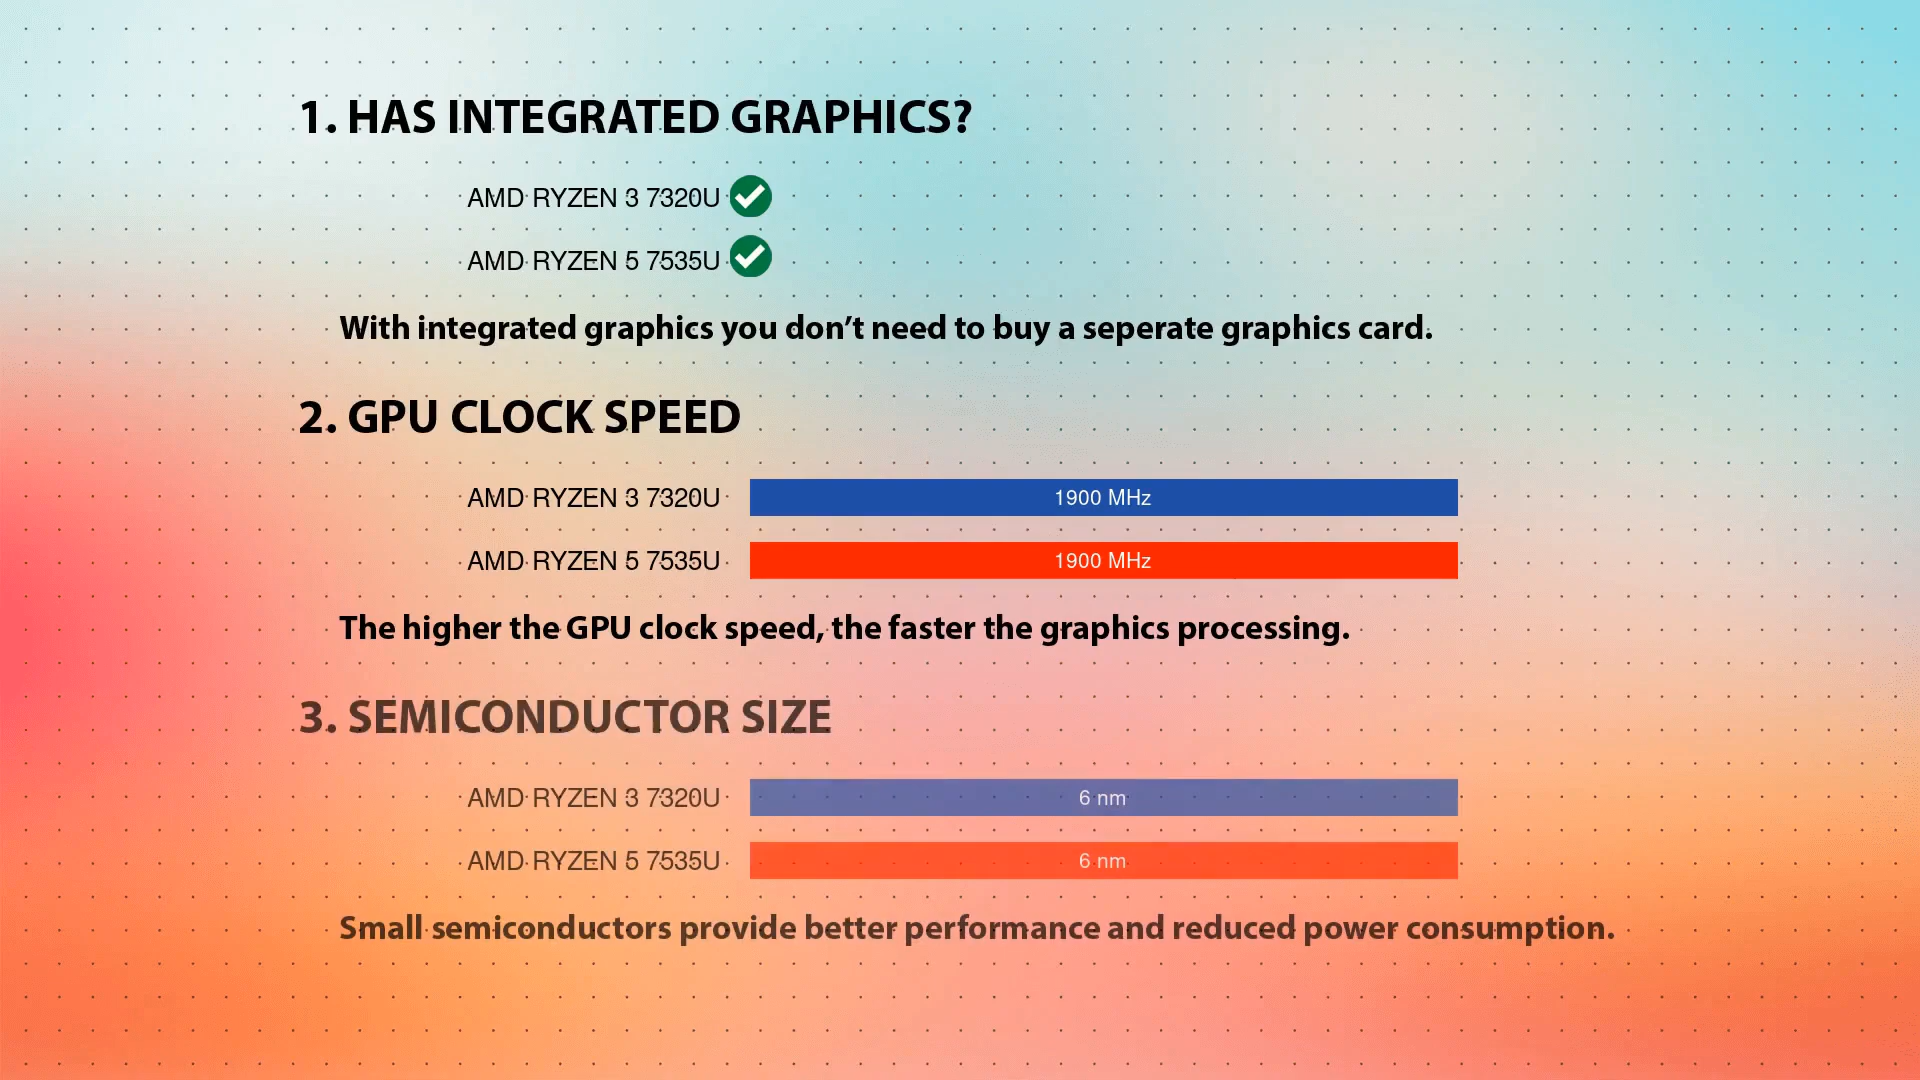 1. HAS INTEGRATED GRAPHICS?
AMD RYZEN 3 7320U
AMD RYZEN 5 7535U
With integrated graphics you don’t need to buy a seperate graphics card.
2. GPU CLOCK SPEED
AMD RYZEN 3 7320U 1900 MHz
AMD RYZEN 5 7535U 1900 MHz
The higher the GPU clock speed, the faster the graphics processing.
3. SEMICONDUCTOR SIZE
AMD RYZEN 3 7320U 6 nm
AMD RYZEN 5 7535U 6 nm
Small semiconductors provide better performance and reduced power consumption.